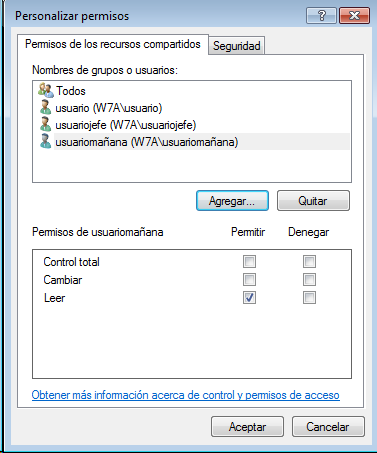 Personalizar permisos
Permisos de los recursos compartidos Seguridad
Nombres de grupos o usuarios:
Todos
usuario (W7A\usuario)
usuariojefe (W7A\usuariojefe)
usuariomañana (W7A\usuariomañana)
Agregar... Quitar
Permisos de usuariomañana Permitir Denegar
Control total
Cambiar
Leer
Obtener más información acerca de control y permisos de acceso
Aceptar Cancelar